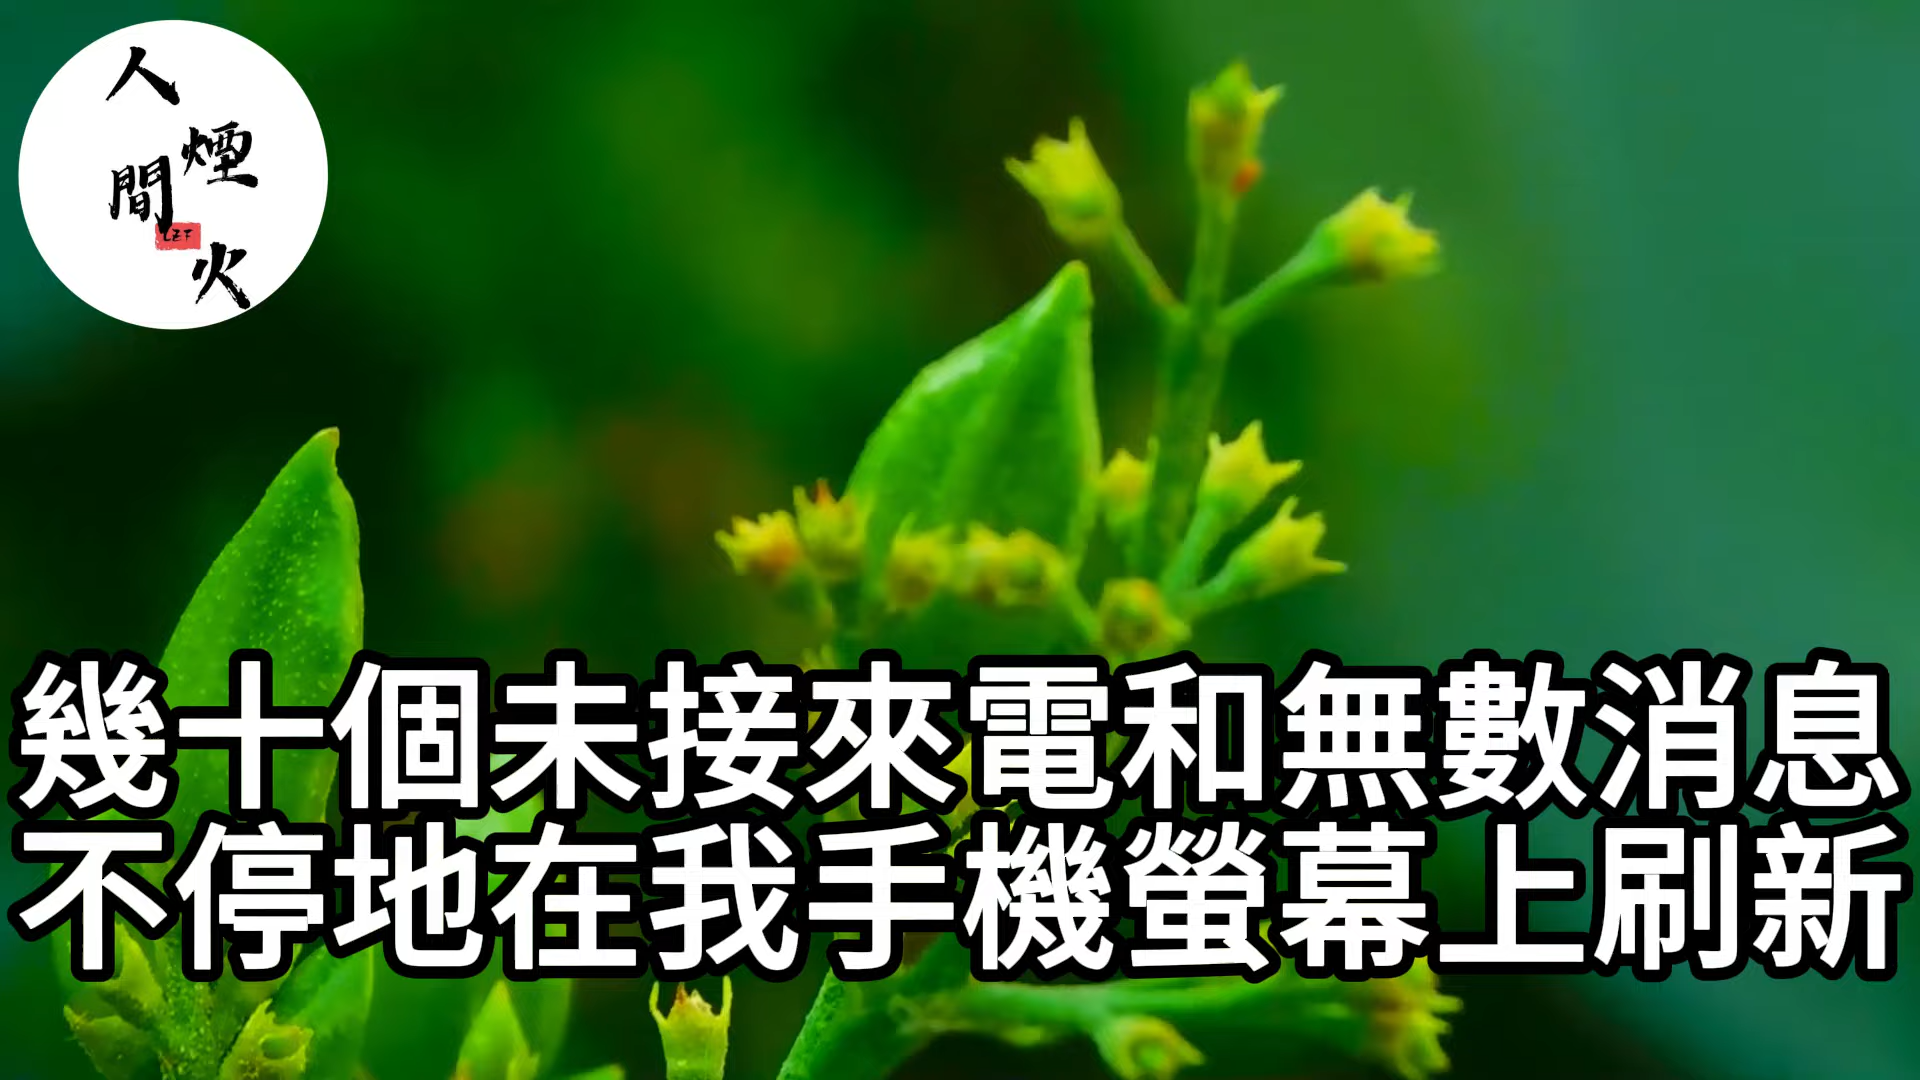 人間煙火
LZF
幾十個未接來電和無數消息
不停地在我手機螢幕上刷新